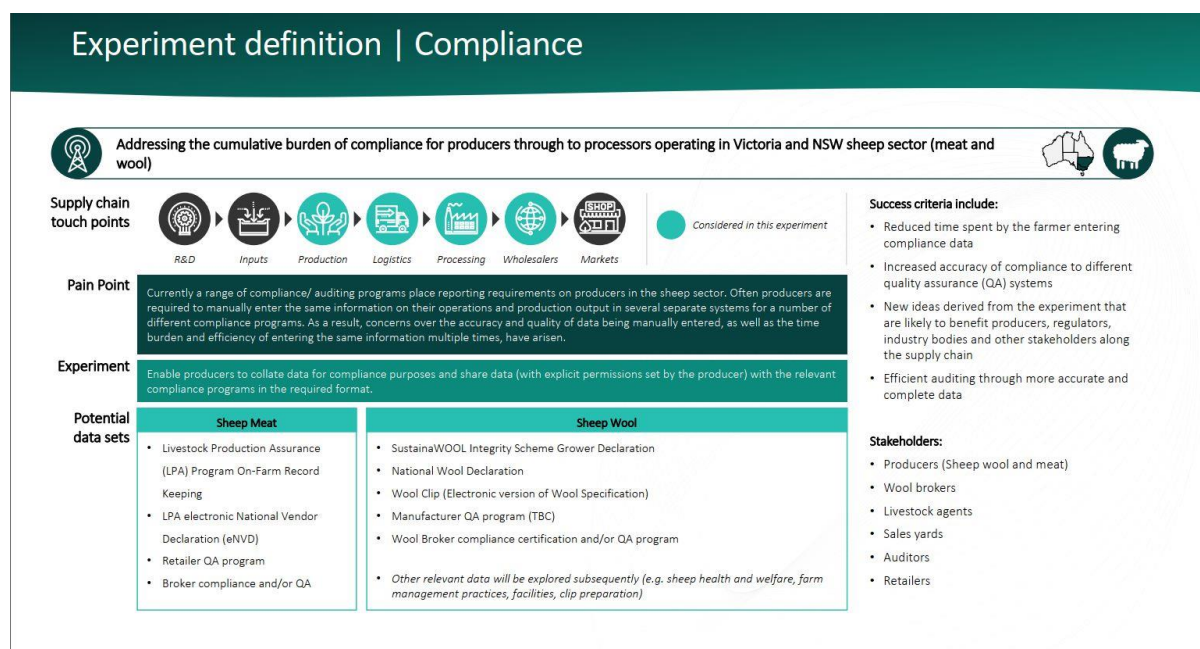 Experiment definition | Compliance
Addressing the cumulative burden of compliance for producers through to processors operating in Victoria and NSW sheep sector (meat and
wool)
Supply chain
touch points
SHOP
R&D
Inputs
Production
Logistics
Processing
Wholesalers
Markets
Considered in this experiment
Pain Point
Currently a range of compliance/ auditing programs place reporting requirements on producers in the sheep sector. Often producers are
required to manually enter the same information on their operations and production output in several separate systems for a number of
different compliance programs. As a result, concerns over the accuracy and quality of data being manually entered, as well as the time
burden and efficiency of entering the same information multiple times, have arisen.
Experiment
Enable producers to collate data for compliance purposes and share data (with explicit permissions set by the producer) with the relevant
compliance programs in the required format.
Potential
data sets
Sheep Meat
• Livestock Production Assurance
(LPA) Program On-Farm Record
Keeping
• LPA electronic National Vendor
Declaration (eNVD)
• Retailer QA program
• Broker compliance and/or QA
Sheep Wool
• SustainaWOOL Integrity Scheme Grower Declaration
• National Wool Declaration
• Wool Clip (Electronic version of Wool Specification)
• Manufacturer QA program (TBC)
• Wool Broker compliance certification and/or QA program
• Other relevant data will be explored subsequently (e.g. sheep health and welfare, farm
management practices, facilities, clip preparation)
Success criteria include:
• Reduced time spent by the farmer entering
compliance data
• Increased accuracy of compliance to different
quality assurance (QA) systems
• New ideas derived from the experiment that
are likely to benefit producers, regulators,
industry bodies and other stakeholders along
the supply chain
• Efficient auditing through more accurate and
complete data
Stakeholders:
• Producers (Sheep wool and meat)
• Wool brokers
• Livestock agents
• Sales yards
• Auditors
• Retailers